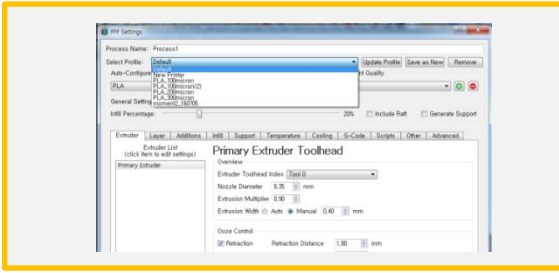 FFF Settings
Process Name: Process1
Select Profile: Default Update Profile Save as New Remove
Default
New Printer
PLA_100micron
PLA_100micron(2)
PLA_200micron
PLA_300micron
moment2_160705
Auto-Configure
nt Quality
PLA
General Setting
Infill Percentage: 20% Include Raft Generate Support
Extruder Layer Additions Infill Support Temperature Cooling G-Code Scripts Other Advanced
Extruder List
(click item to edit settings)
Primary Extruder
Primary Extruder Toolhead
Overview
Extruder Toolhead Index Tool 0
Nozzle Diameter 0,35 mm
Extrusion Multiplier 0,90
Extrusion Width Auto Manual 0,40 mm
Ooze Control
Retraction Retraction Distance 1,00 mm